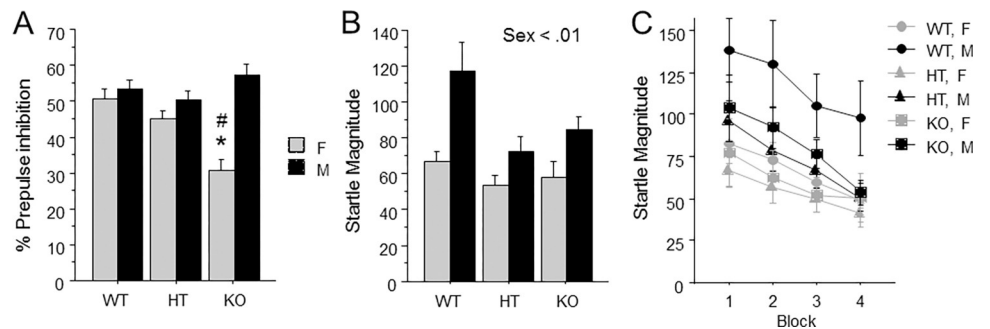 A
% Prepulse inhibition
70
60
50
40
30
20
10
0
#
*
WT HT KO
F
M
B
Sex < .01
Startle Magnitude
140
120
100
80
60
40
20
0
WT HT KO
C
Startle Magnitude
150
125
100
75
50
25
0
1 2 3 4
Block
WT, F
WT, M
HT, F
HT, M
KO, F
KO, M